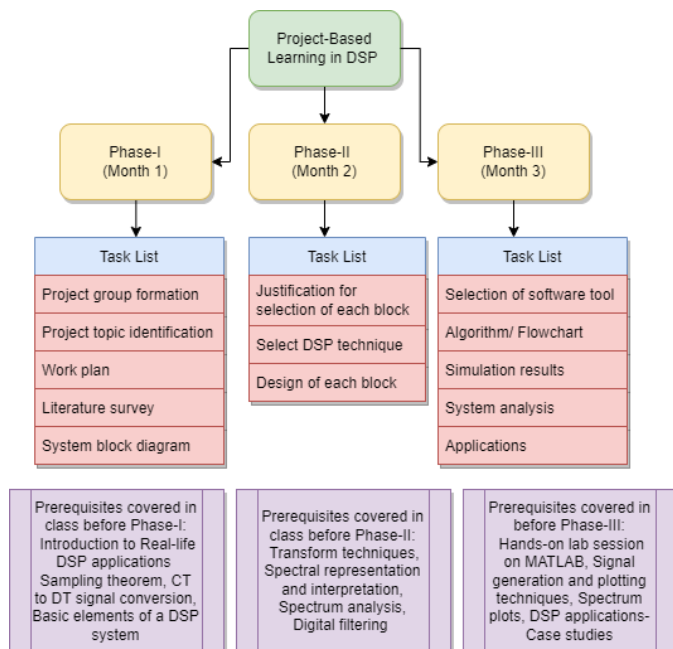 Project-Based
Learning in DSP
Phase-I
(Month 1)
Phase-II
(Month 2)
Phase-III
(Month 3)
Task List
Project group formation
Project topic identification
Work plan
Literature survey
System block diagram
Task List
Justification for
selection of each block
Select DSP technique
Design of each block
Task List
Selection of software tool
Algorithm/ Flowchart
Simulation results
System analysis
Applications
Prerequisites covered in
class before Phase-I:
Introduction to Real-life
DSP applications
Sampling theorem, CT
to DT signal conversion,
Basic elements of a DSP
system
Prerequisites covered in
class before Phase-II:
Transform techniques,
Spectral representation
and interpretation,
Spectrum analysis,
Digital filtering
Prerequisites covered in
before Phase-III:
Hands-on lab session
on MATLAB, Signal
generation and plotting
techniques, Spectrum
plots, DSP applications-
Case studies